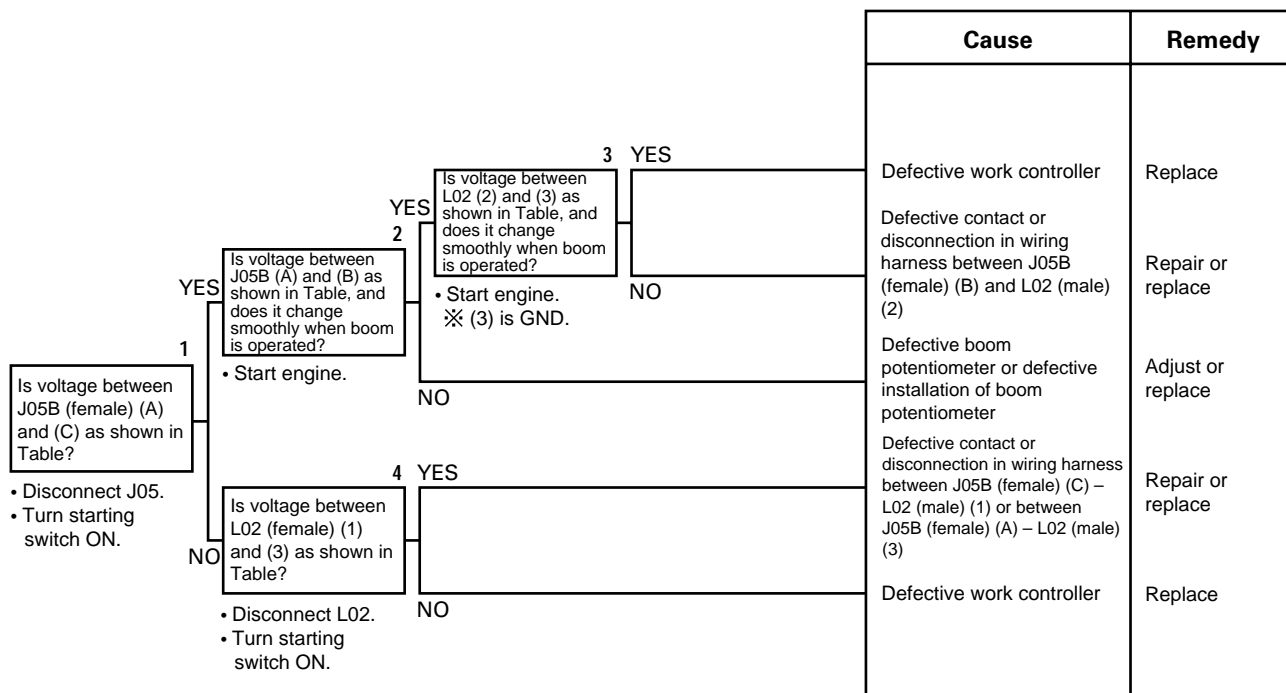 Cause
Remedy
1
Is voltage between
J05B (female) (A)
and (C) as shown in
Table?
• Disconnect J05.
• Turn starting
switch ON.
YES
2
Is voltage between
J05B (A) and (B) as
shown in Table, and
does it change
smoothly when boom
is operated?
• Start engine.
YES
3
Is voltage between
L02 (2) and (3) as
shown in Table, and
does it change
smoothly when boom
is operated?
• Start engine.
※ (3) is GND.
YES
Defective work controller
Replace
NO
Defective contact or
disconnection in wiring
harness between J05B
(female) (B) and L02 (male)
(2)
Repair or
replace
NO
Defective boom
potentiometer or defective
installation of boom
potentiometer
Adjust or
replace
NO
4
Is voltage between
L02 (female) (1)
and (3) as shown in
Table?
• Disconnect L02.
• Turn starting
switch ON.
YES
Defective contact or
disconnection in wiring harness
between J05B (female) (C) –
L02 (male) (1) or between
J05B (female) (A) – L02 (male)
(3)
Repair or
replace
NO
Defective work controller
Replace